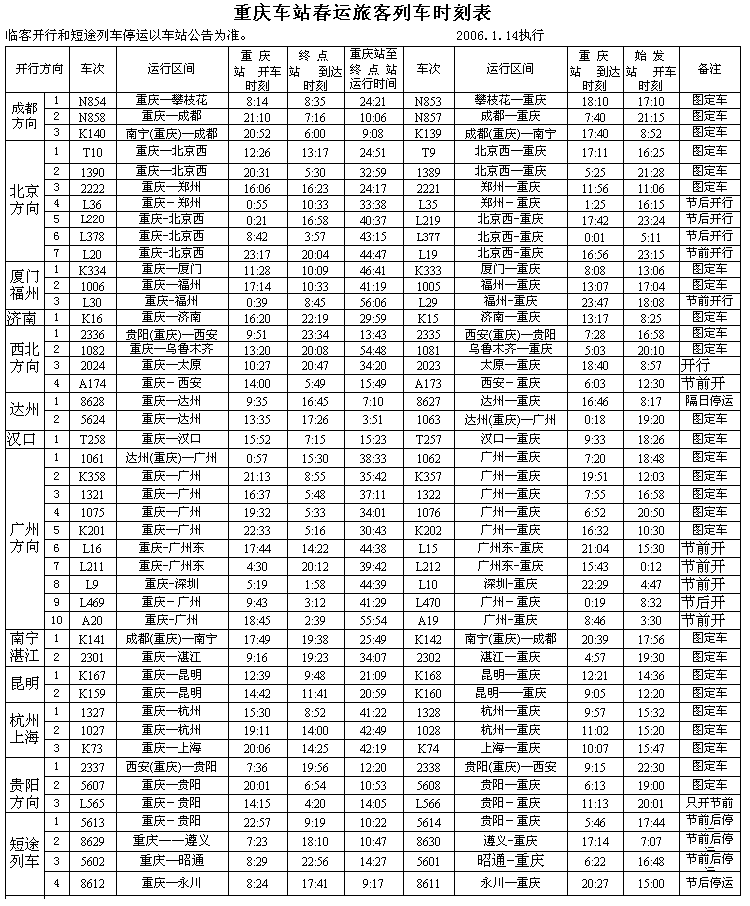 重庆车站春运旅客列车时刻表
临客开行和短途列车停运以车站公告为准。 2006.1.14执行
开行方向 车次 运行区间 重庆站开车时刻 终点站到达时刻 重庆站至终点站运行时间 车次 运行区间 重庆站到达时刻 始发站开车时刻 备注
成都方向 1 N854 重庆一攀枝花 8:14 8:35 24:21 N853 攀枝花一重庆 18:10 17:10 图定车
2 N858 重庆一成都 21:10 7:16 10:06 N857 成都一重庆 7:40 21:15 图定车
3 K140 南宁(重庆)一成都 20:52 6:00 9:08 K139 成都(重庆)一南宁 17:40 8:52 图定车
北京方向 1 T10 重庆一北京西 12:26 13:17 24:51 T9 北京西一重庆 17:11 16:25 图定车
2 1390 重庆一北京西 20:31 5:30 32:59 1389 北京西一重庆 5:25 21:28 图定车
3 2222 重庆一郑州 16:06 16:23 24:17 2221 郑州一重庆 11:56 11:06 图定车
4 L36 重庆－郑州 0:55 10:33 33:38 L35 郑州－重庆 1:25 16:15 节后开行
5 L220 重庆-北京西 0:21 16:58 40:37 L219 北京西-重庆 17:42 23:24 节后开行
6 L378 重庆-北京西 8:42 3:57 43:15 L377 北京西-重庆 0:01 5:11 节后开行
7 L20 重庆-北京西 23:17 20:04 44:47 L19 北京西-重庆 16:56 23:15 节前开行
厦门福州 1 K334 重庆一厦门 11:28 10:09 46:41 K333 厦门一重庆 8:08 13:06 图定车
2 1006 重庆一福州 17:14 10:33 41:19 1005 福州一重庆 13:07 17:04 图定车
3 L30 重庆-福州 0:39 8:45 56:06 L29 福州-重庆 23:47 18:08 节前开行
济南 1 K16 重庆一济南 16:20 22:19 29:59 K15 济南一重庆 13:17 8:25 图定车
西北方向 1 2336 贵阳(重庆)一西安 9:51 23:34 13:43 2335 西安(重庆)一贵阳 7:28 16:58 图定车
2 1082 重庆一乌鲁木齐 13:20 20:08 54:48 1081 乌鲁木齐一重庆 5:03 20:10 图定车
3 2024 重庆一太原 10:27 20:47 34:20 2023 太原一重庆 18:40 8:57 开行
4 A174 重庆－西安 14:00 5:49 15:49 A173 西安－重庆 6:03 12:30 节前开
达州 1 8628 重庆一达州 9:35 16:45 7:10 8627 达州一重庆 16:46 8:17 隔日停运
2 5624 重庆一达州 13:35 17:26 3:51 1063 达州(重庆)一广州 0:18 19:20 图定车
汉口 1 T258 重庆一汉口 15:52 7:15 15:23 T257 汉口一重庆 9:33 18:26 图定车
广州方向 1 1061 达州(重庆)一广州 0:57 15:30 38:33 1062 广州一重庆 7:20 18:48 图定车
2 K358 重庆一广州 21:13 8:55 35:42 K357 广州一重庆 19:51 12:03 图定车
3 1321 重庆一广州 16:37 5:48 37:11 1322 广州一重庆 7:55 16:58 图定车
4 1075 重庆一广州 19:32 5:33 34:01 1076 广州一重庆 6:52 20:50 图定车
5 K201 重庆一广州 22:33 5:16 30:43 K202 广州一重庆 16:32 10:30 图定车
6 L16 重庆-广州东 17:44 14:22 44:38 L15 广州东-重庆 21:04 15:30 节前开
7 L211 重庆-广州东 4:30 20:12 39:42 L212 广州东-重庆 15:43 0:12 节前开
8 L9 重庆-深圳 5:19 1:58 44:39 L10 深圳-重庆 22:29 4:47 节前开
9 L469 重庆－广州 9:43 3:12 41:29 L470 广州－重庆 0:19 8:32 节后开
10 A20 重庆-广州 18:45 2:39 55:54 A19 广州-重庆 8:46 3:30 节前开
南宁湛江 1 K141 成都(重庆)一南宁 17:49 19:38 25:49 K142 南宁(重庆)一成都 20:39 17:56 图定车
2 2301 重庆一湛江 9:16 19:23 34:07 2302 湛江一重庆 4:57 19:30 图定车
昆明 1 K167 重庆一昆明 12:39 9:48 21:09 K168 昆明一重庆 12:21 14:36 图定车
2 K159 重庆一昆明 14:42 11:41 20:59 K160 昆明一一重庆 9:05 12:20 图定车
杭州上海 1 1327 重庆一杭州 15:30 8:52 41:22 1328 杭州一重庆 9:57 15:32 图定车
2 1027 重庆一杭州 19:11 14:00 42:49 1028 杭州一重庆 11:02 15:20 图定车
3 K73 重庆一上海 20:06 14:25 42:19 K74 上海一重庆 10:07 15:47 图定车
贵阳方向 1 2337 西安(重庆)一贵阳 7:36 19:56 12:20 2338 贵阳(重庆)一西安 9:15 22:30 图定车
2 5607 重庆一贵阳 20:01 6:54 10:53 5608 贵阳一重庆 6:13 19:00 图定车
3 L565 重庆－贵阳 14:15 4:20 14:05 L566 贵阳－重庆 11:13 20:01 只开节前
短途列车 1 5613 重庆－贵阳 22:57 9:19 10:22 5614 贵阳－重庆 5:46 17:44 节前后停
2 8629 重庆一一遵义 7:23 18:10 10:47 8630 遵义-重庆 17:14 7:07 节前后停
3 5602 重庆一昭通 8:29 22:56 14:27 5601 昭通-重庆 6:22 16:48 节前后停
4 8612 重庆一永川 8:24 17:41 9:17 8611 永川一重庆 20:27 15:00 节后停运